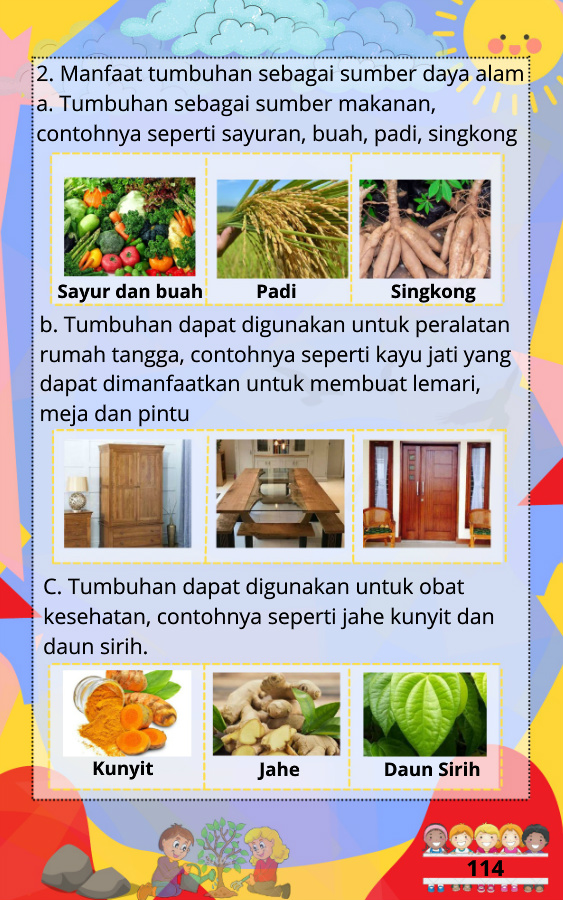 2. Manfaat tumbuhan sebagai sumber daya alam
a. Tumbuhan sebagai sumber makanan,
contohnya seperti sayuran, buah, padi, singkong
Sayur dan buah
Padi
Singkong
b. Tumbuhan dapat digunakan untuk peralatan
rumah tangga, contohnya seperti kayu jati yang
dapat dimanfaatkan untuk membuat lemari,
meja dan pintu
C. Tumbuhan dapat digunakan untuk obat
kesehatan, contohnya seperti jahe kunyit dan
daun sirih.
Kunyit
Jahe
Daun Sirih
114